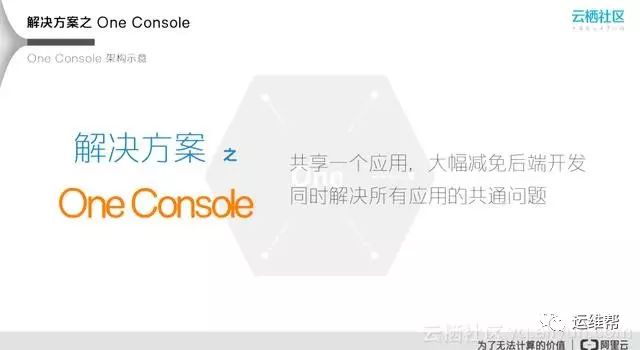 解决方案之 One Console
云栖社区
One Console 架构示意
解决方案 之
One Console
共享一个应用，大幅减免后端开发
同时解决所有应用的共通问题
运维帮
为了无法计算的价值 | 阿里云